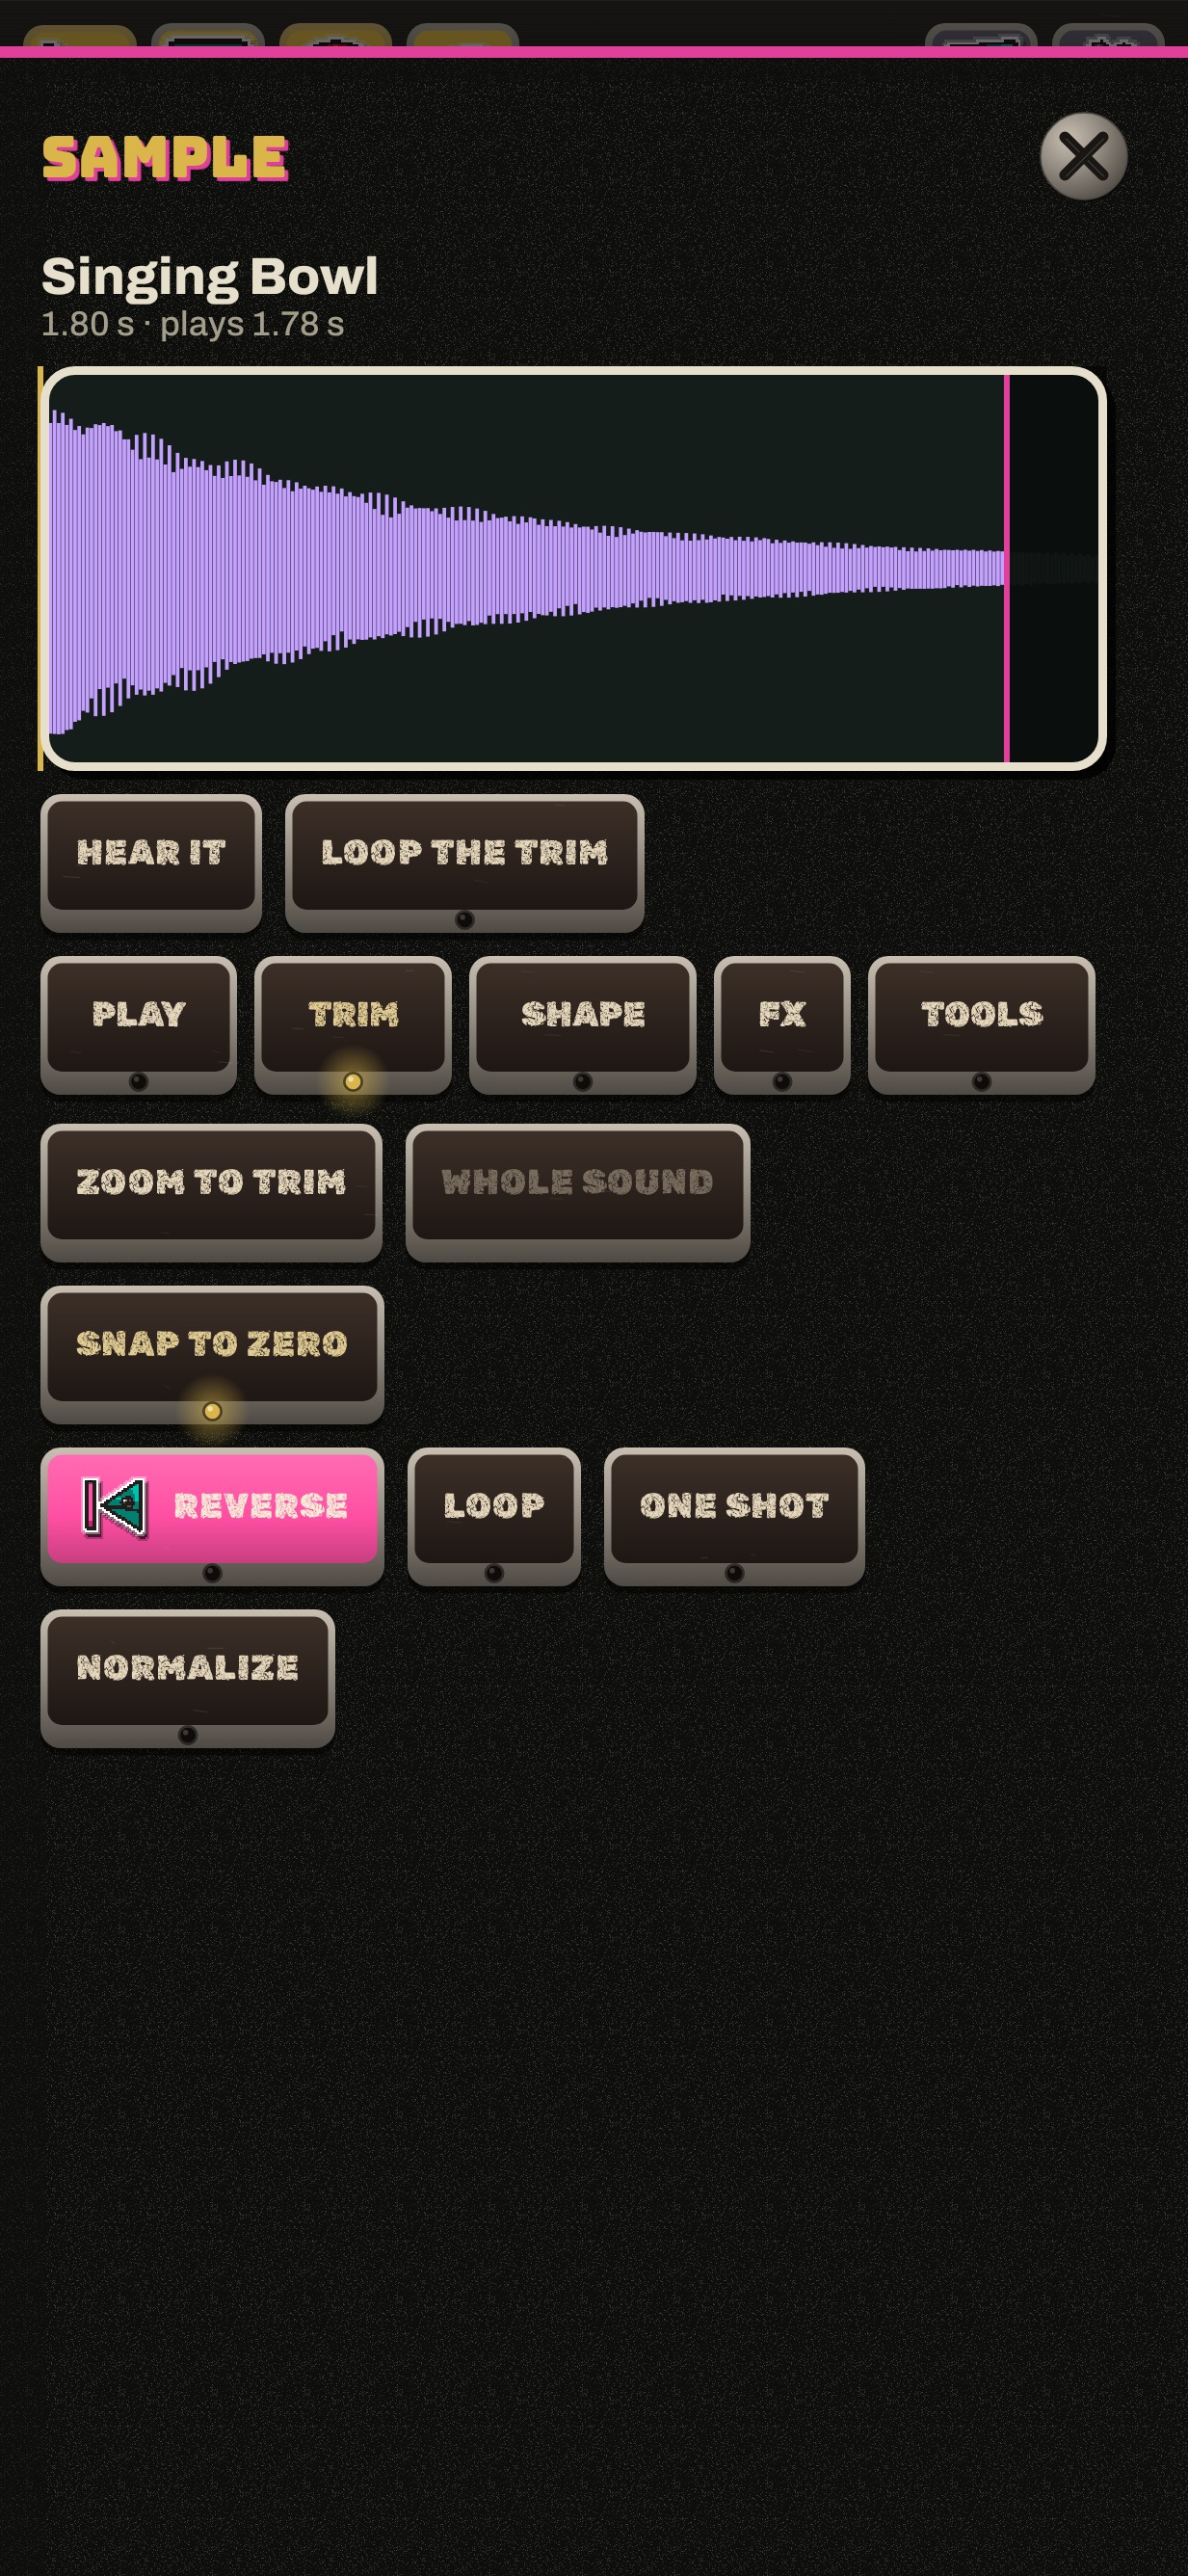 SAMPLE
Singing Bowl
1.80 s · plays 1.78 s
HEAR IT LOOP THE TRIM
PLAY TRIM SHAPE FX TOOLS
ZOOM TO TRIM WHOLE SOUND
SNAP TO ZERO
REVERSE LOOP ONE SHOT
NORMALIZE